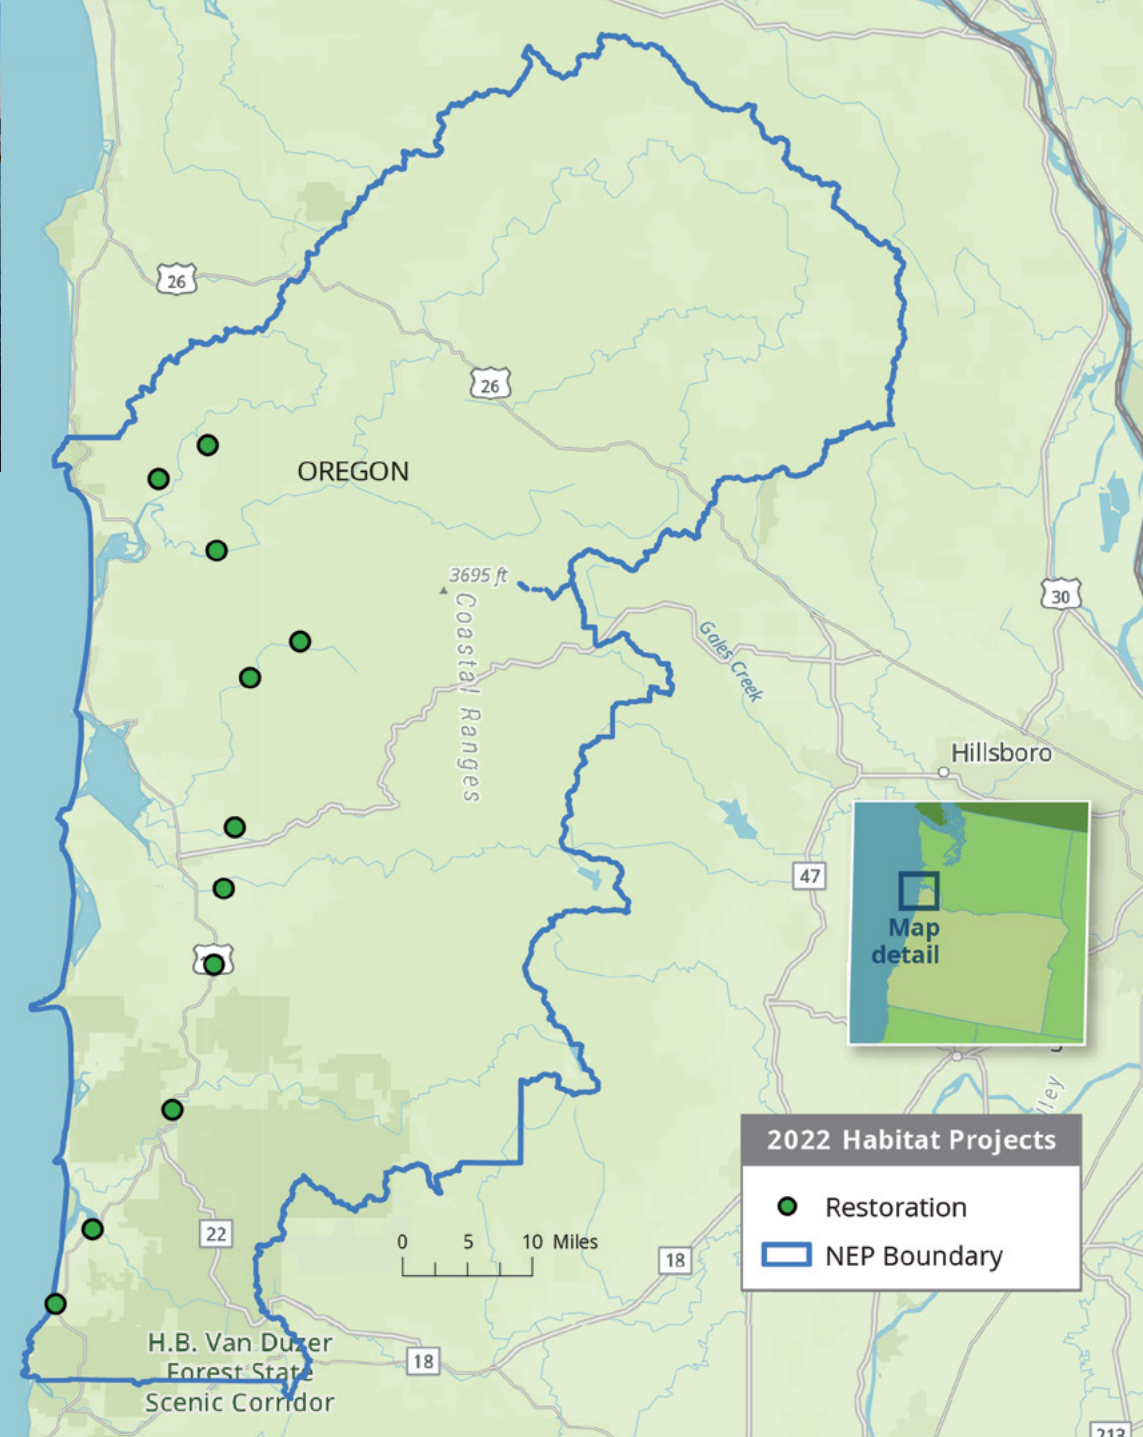 26
26
OREGON
3695 ft
Coastal Ranges
Gales Creek
30
Hillsboro
47
Map
detail
2022 Habitat Projects
Restoration
NEP Boundary
22
0 5 10 Miles
18
18
H.B. Van Duzer
Forest State
Scenic Corridor
213